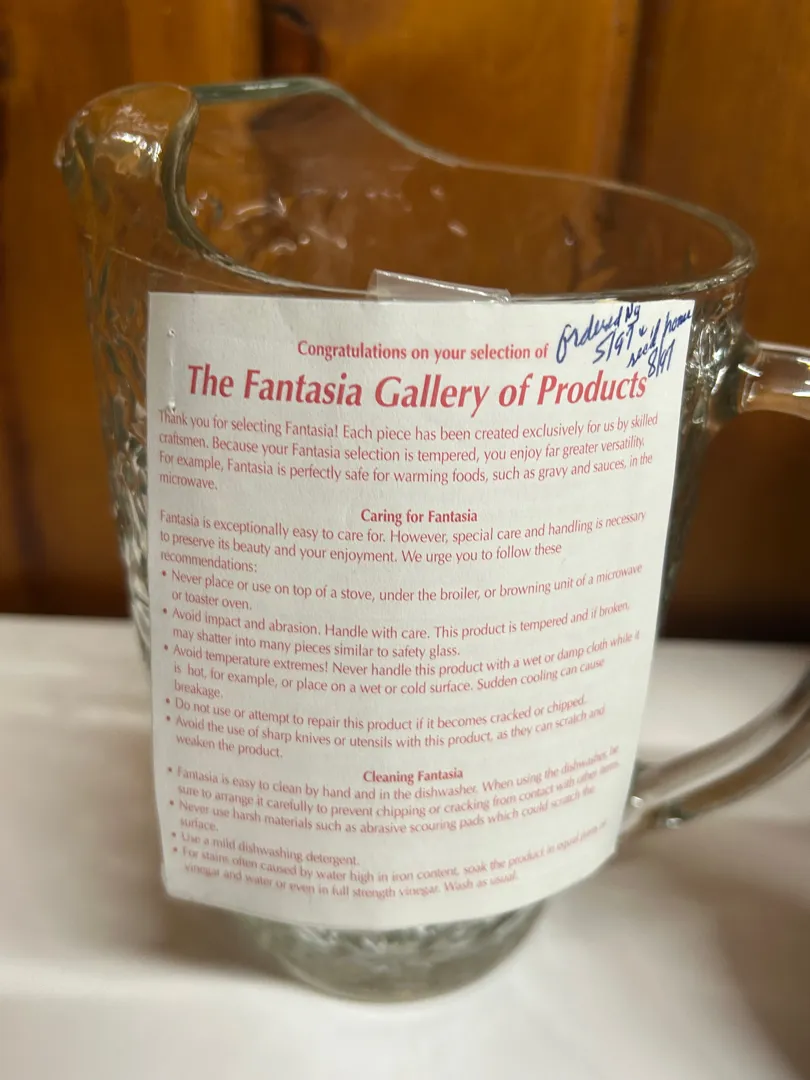 Congratulations on your selection of
The Fantasia Gallery of Products
ordered Ng
5/97 &
recd home
8/97
Thank you for selecting Fantasia! Each piece has been created exclusively for us by skilled
craftsmen. Because your Fantasia selection is tempered, you enjoy far greater versatility.
For example, Fantasia is perfectly safe for warming foods, such as gravy and sauces, in the
microwave.
Caring for Fantasia
Fantasia is exceptionally easy to care for. However, special care and handling is necessary
to preserve its beauty and your enjoyment. We urge you to follow these
recommendations:
• Never place or use on top of a stove, under the broiler, or browning unit of a microwave
or toaster oven.
• Avoid impact and abrasion. Handle with care. This product is tempered and if broken,
may shatter into many pieces similar to safety glass.
• Avoid temperature extremes! Never handle this product with a wet or damp cloth while it
is hot, for example, or place on a wet or cold surface. Sudden cooling can cause
breakage.
• Do not use or attempt to repair this product if it becomes cracked or chipped.
• Avoid the use of sharp knives or utensils with this product, as they can scratch and
weaken the product.
Cleaning Fantasia
• Fantasia is easy to clean by hand and in the dishwasher. When using the dishwasher, be
sure to arrange it carefully to prevent chipping or cracking from contact with other items.
• Never use harsh materials such as abrasive scouring pads which could scratch the
surface.
• Use a mild dishwashing detergent.
• For stains often caused by water high in iron content, soak the product in equal parts of
vinegar and water or even in full strength vinegar. Wash as usual.